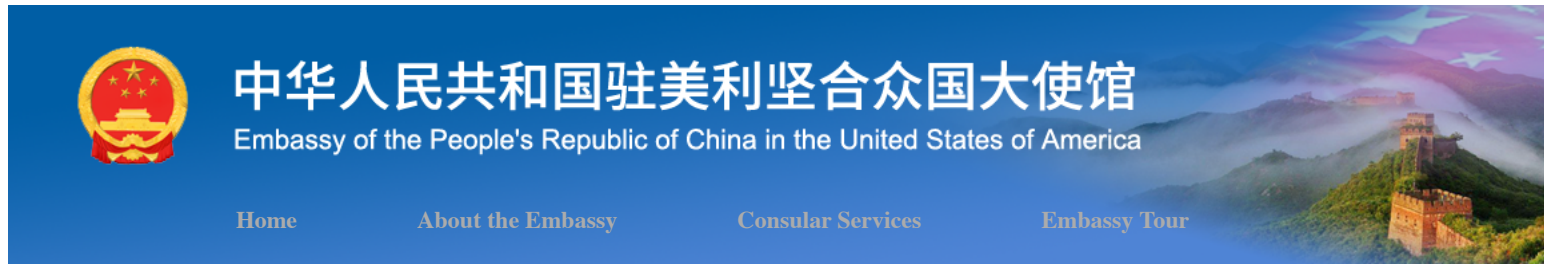 中华人民共和国驻美利坚合众国大使馆
Embassy of the People's Republic of China in the United States of America
Home About the Embassy Consular Services Embassy Tour